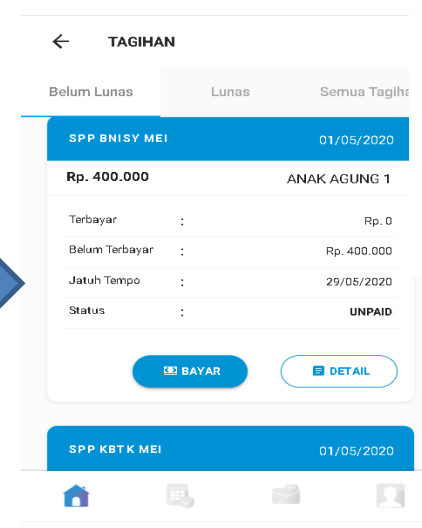 TAGIHAN
Belum Lunas Lunas Semua Tagiha
SPP BNISY MEI 01/05/2020
Rp. 400.000 ANAK AGUNG 1
Terbayar : Rp. 0
Belum Terbayar : Rp. 400.000
Jatuh Tempo : 29/05/2020
Status : UNPAID
BAYAR DETAIL
SPP KBTK MEI 01/05/2020